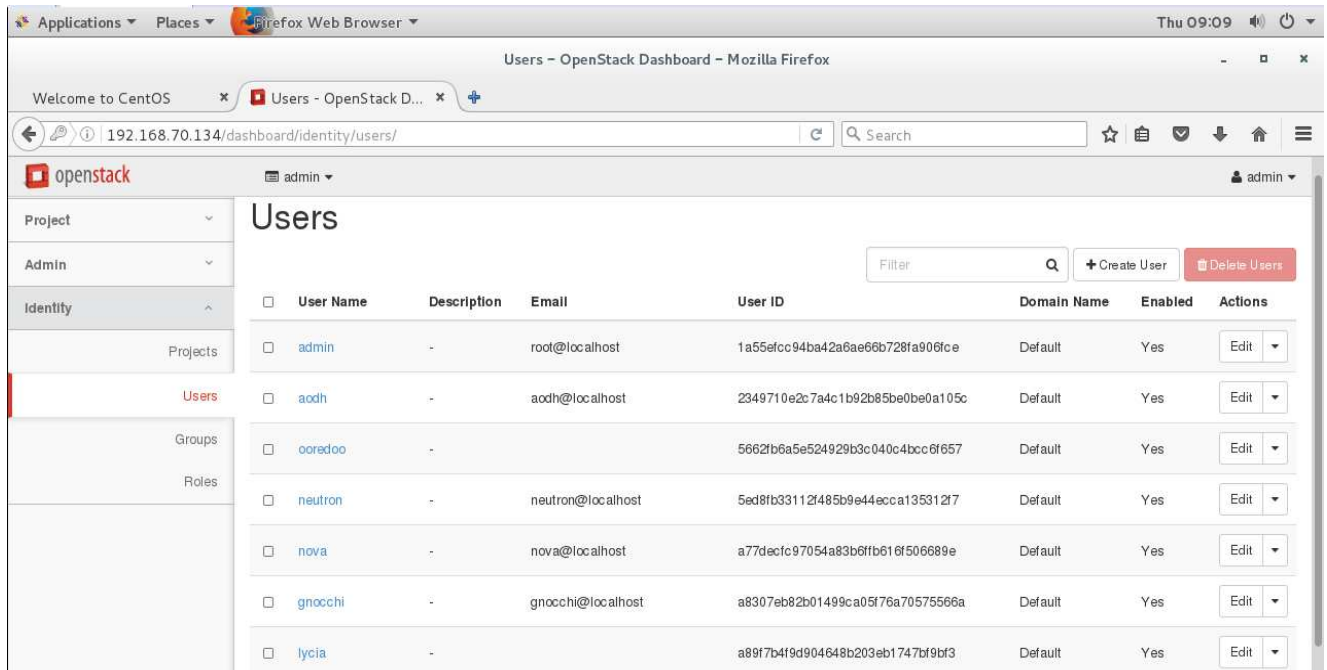 Applications Places Firefox Web Browser Thu 09:09
Users - OpenStack Dashboard - Mozilla Firefox
Welcome to CentOS Users - OpenStack D...
192.168.70.134/dashboard/identity/users/ Search
openstack admin admin
Project
Users
Admin
Filter Create User Delete Users
Identity
User Name Description Email User ID Domain Name Enabled Actions
Projects
admin - root@localhost 1a55efcc94ba42a6ae66b728fa906fce Default Yes Edit
Users
aodh - aodh@localhost 2349710e2c7a4c1b92b85be0be0a105c Default Yes Edit
Groups
ooredoo - 5662fb6a5e524929b3c040c4bcc6f657 Default Yes Edit
Roles
neutron - neutron@localhost 5ed8fb33112f485b9e44ecca135312f7 Default Yes Edit
nova - nova@localhost a77decfc97054a83b6ffb616f506689e Default Yes Edit
gnocchi - gnocchi@localhost a8307eb82b01499ca05f76a70575566a Default Yes Edit
lycia - a89f7b4f9d904648b203eb1747bf9bf3 Default Yes Edit